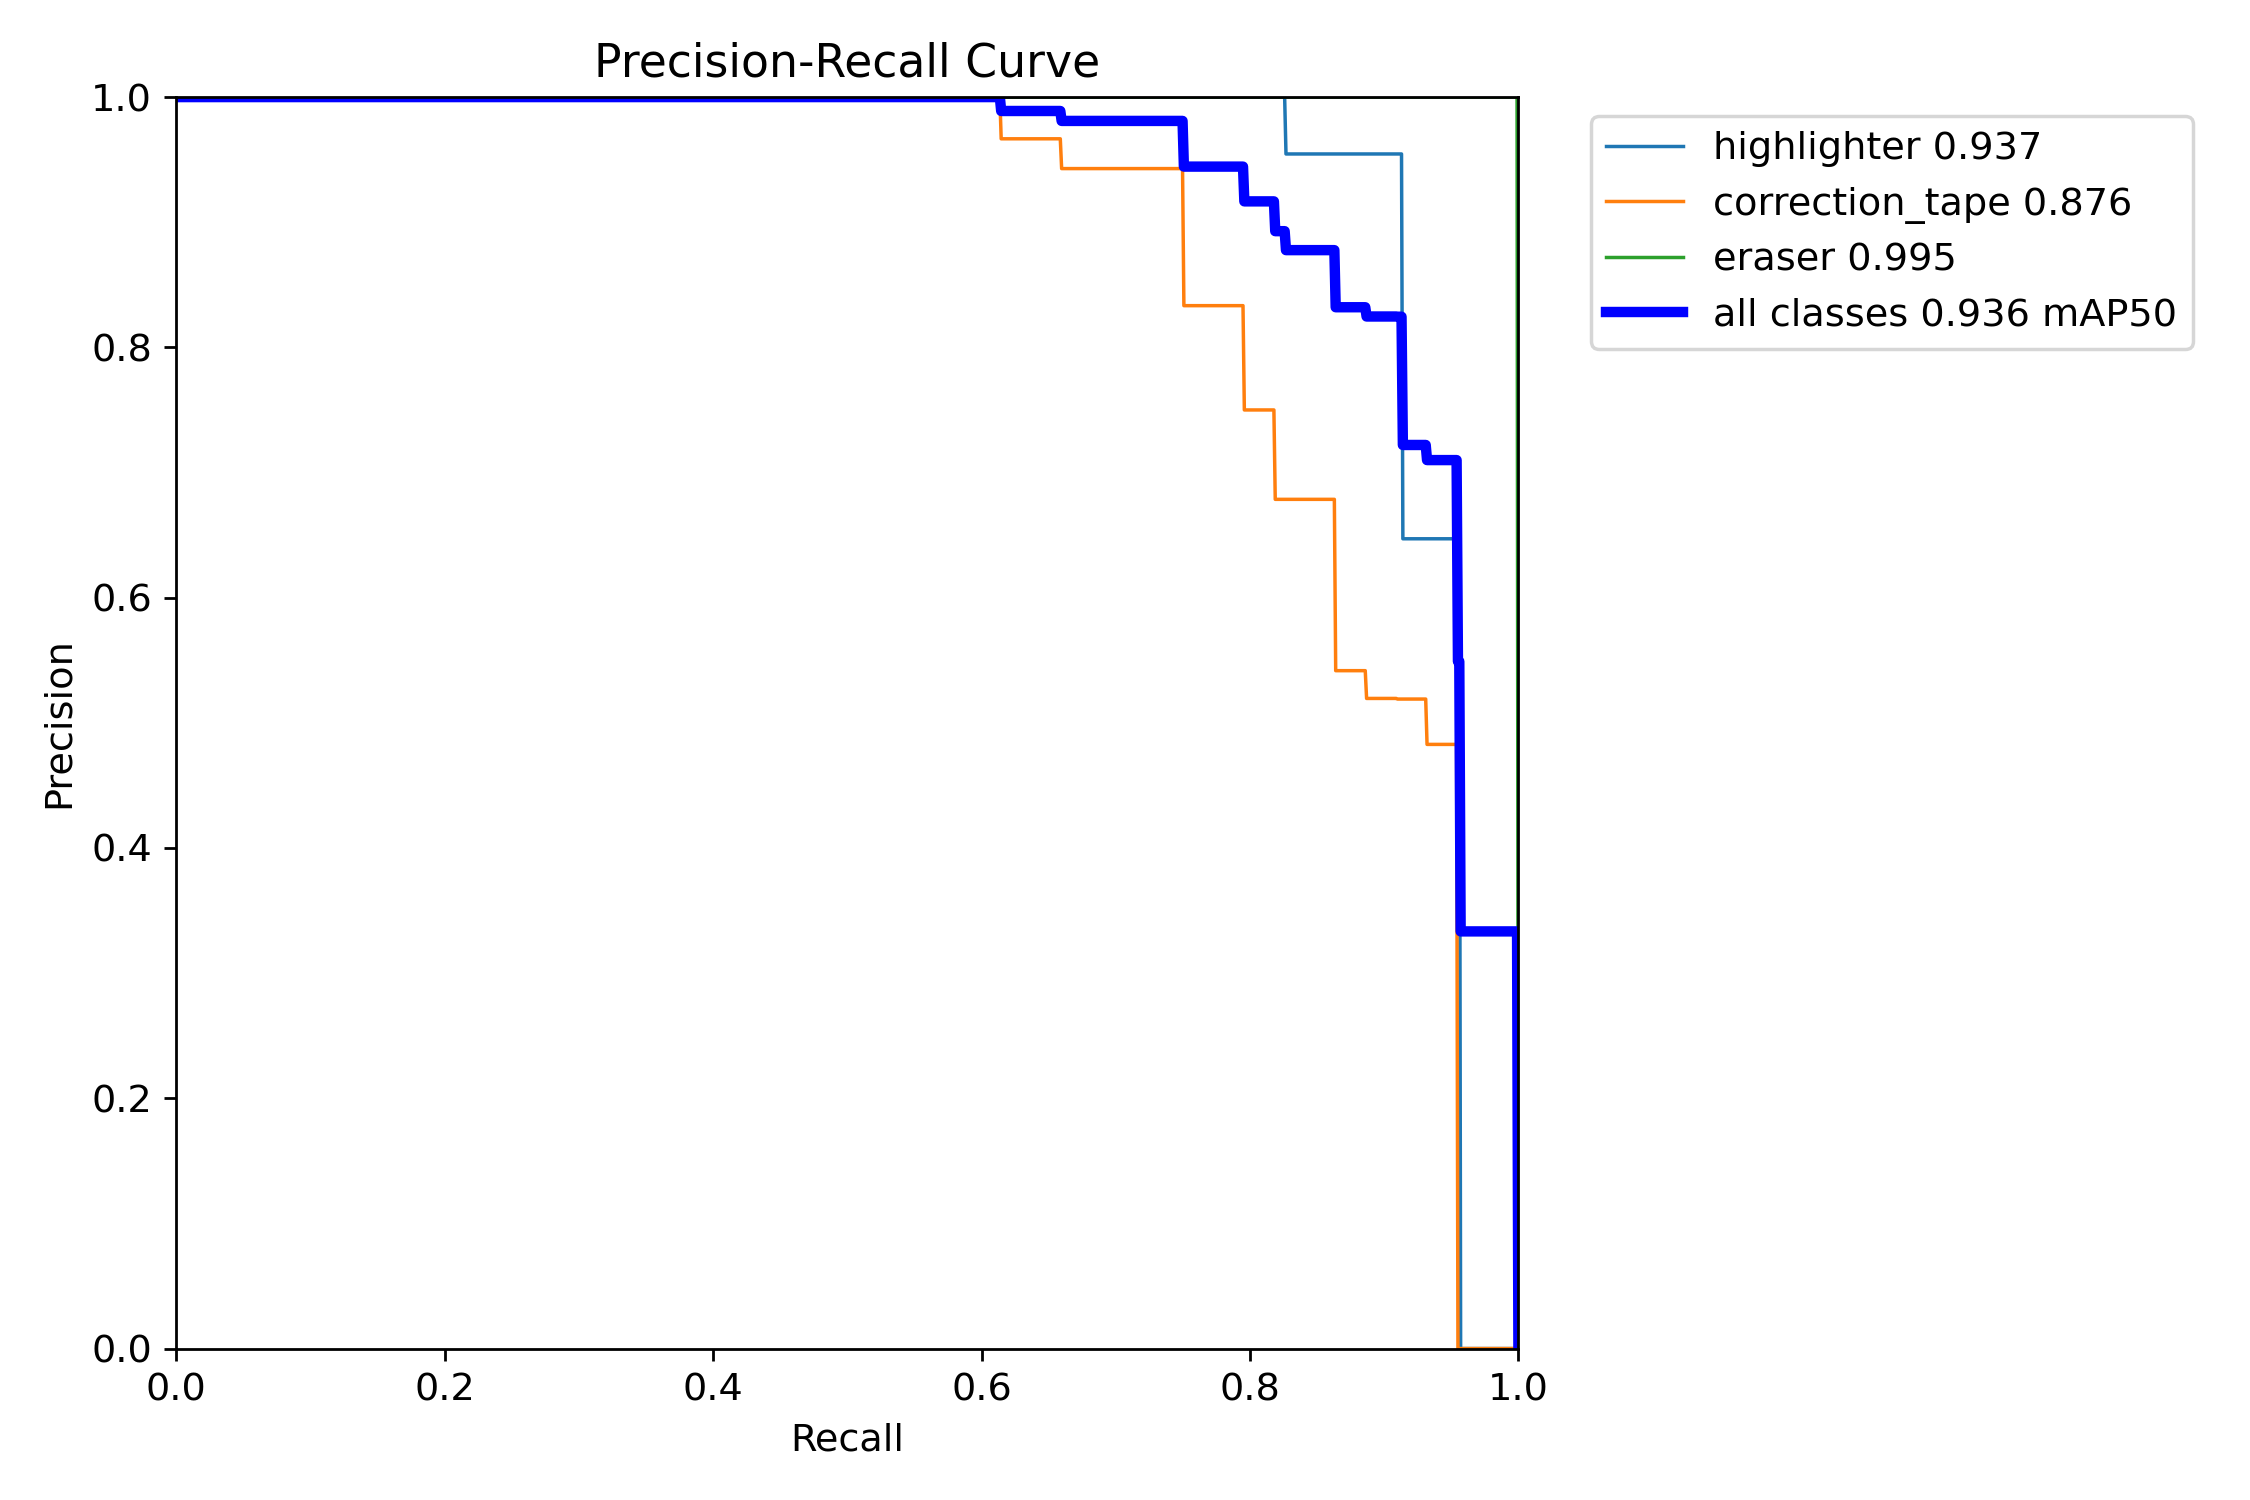 Precision-Recall Curve
1.0
0.8
0.6
0.4
0.2
0.0
Precision
0.0 0.2 0.4 0.6 0.8 1.0
Recall
highlighter 0.937
correction_tape 0.876
eraser 0.995
all classes 0.936 mAP50